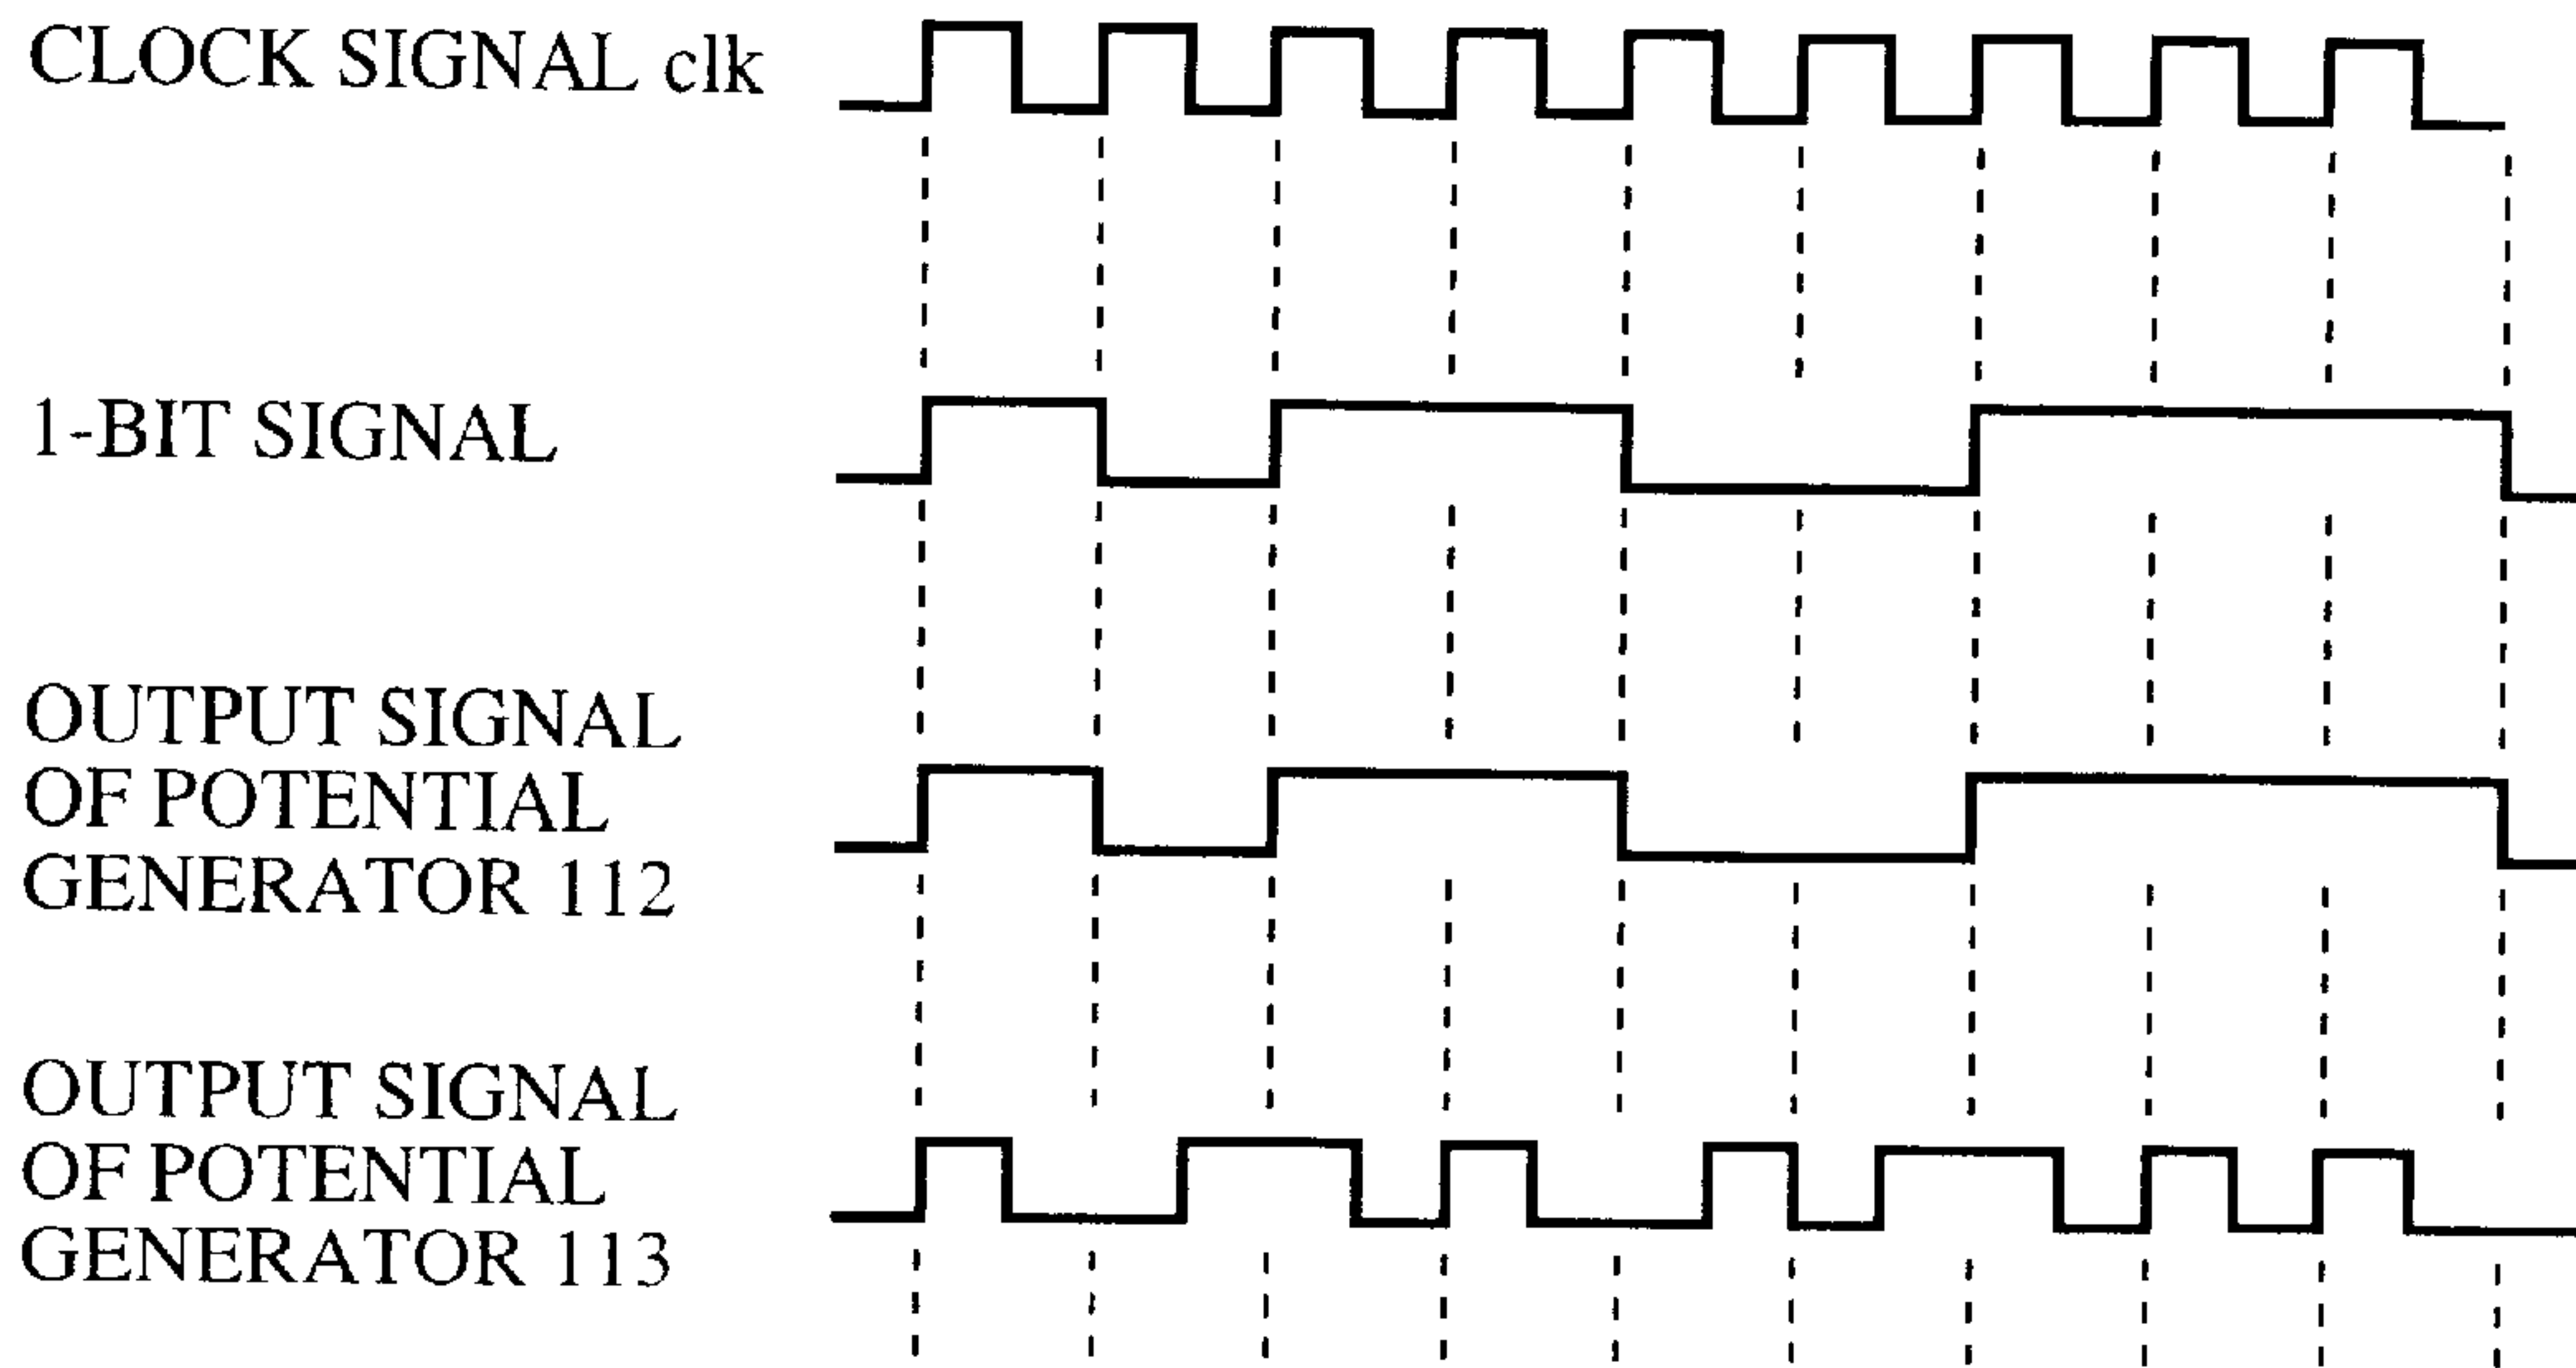 CLOCK SIGNAL clk
1-BIT SIGNAL
OUTPUT SIGNAL
OF POTENTIAL
GENERATOR 112
OUTPUT SIGNAL
OF POTENTIAL
GENERATOR 113